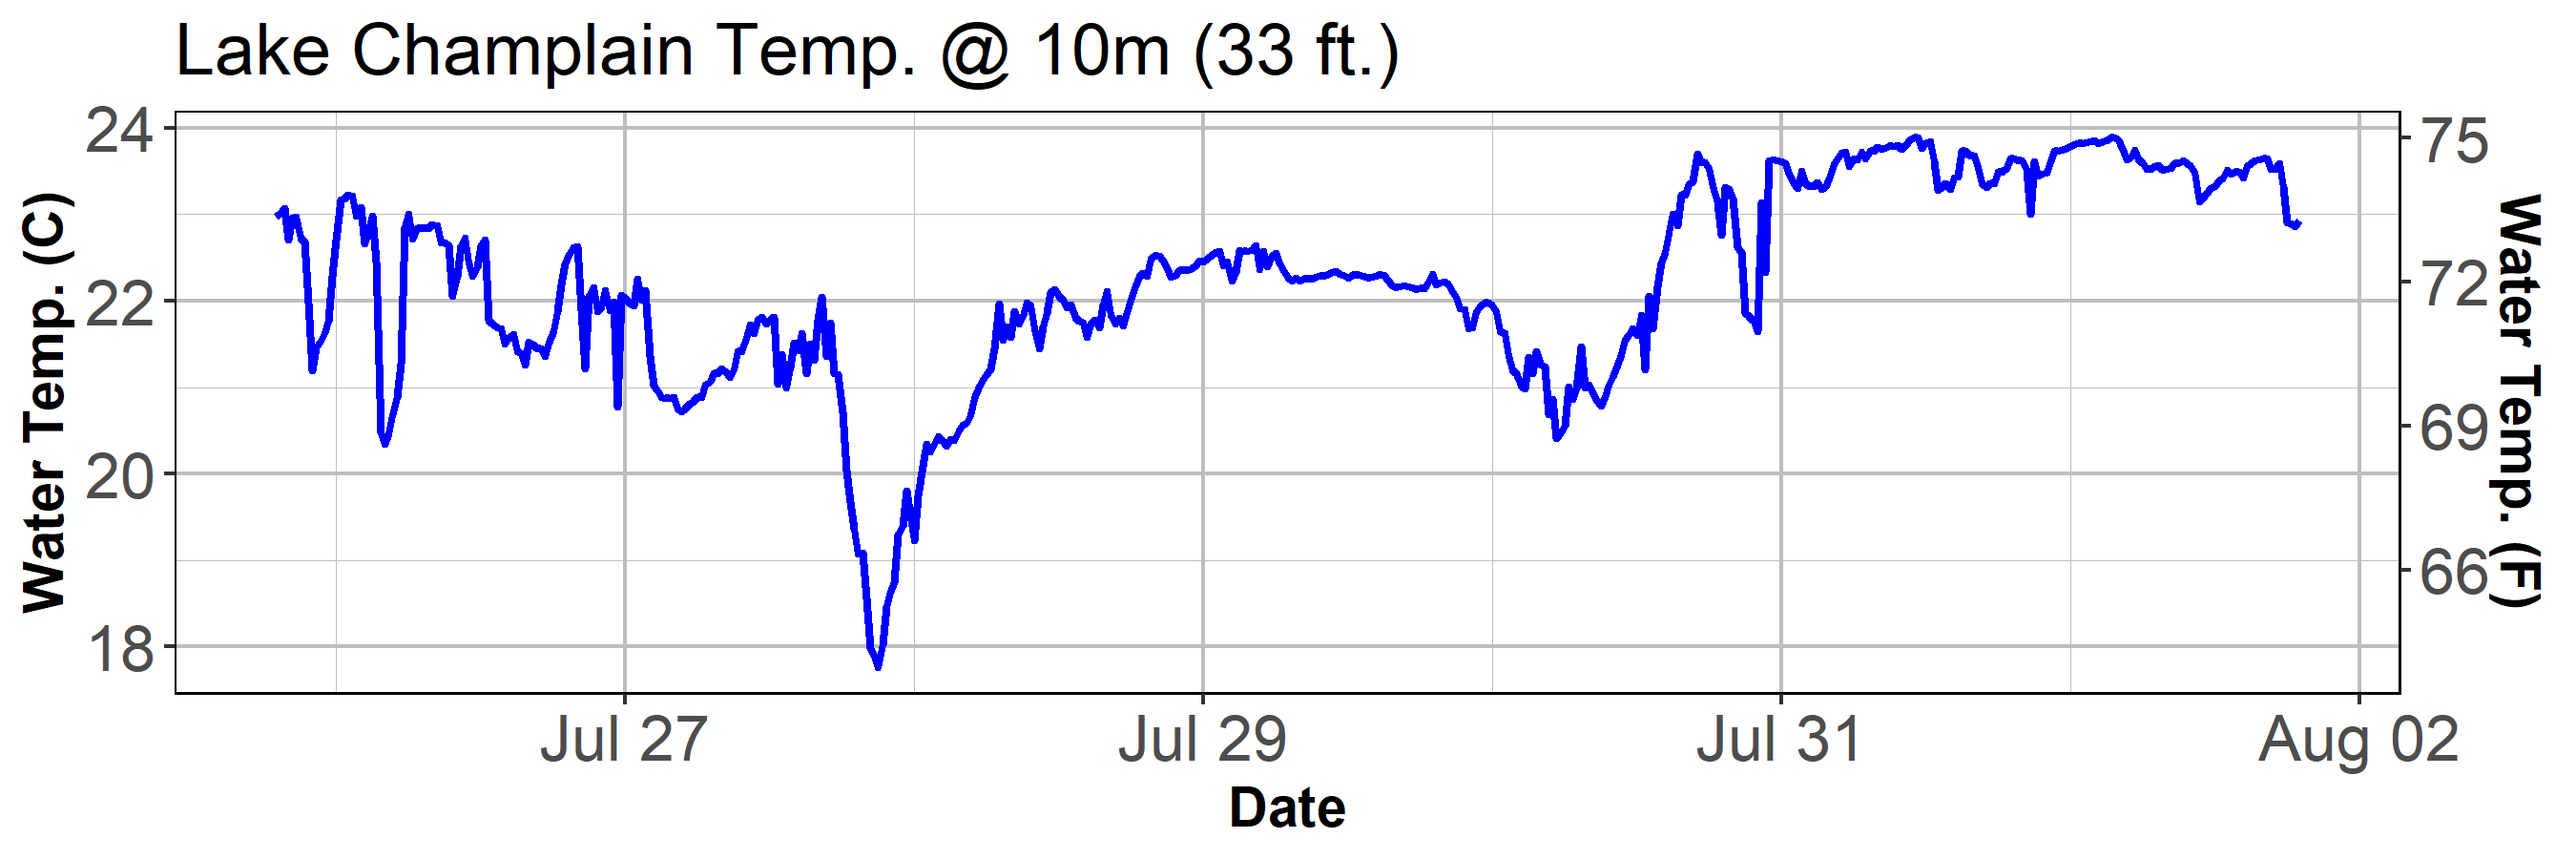 Lake Champlain Temp. @ 10m (33 ft.)
Water Temp. (C)
24
22
20
18
75
72
69
66
Water Temp. (F)
Jul 27
Jul 29
Jul 31
Aug 02
Date